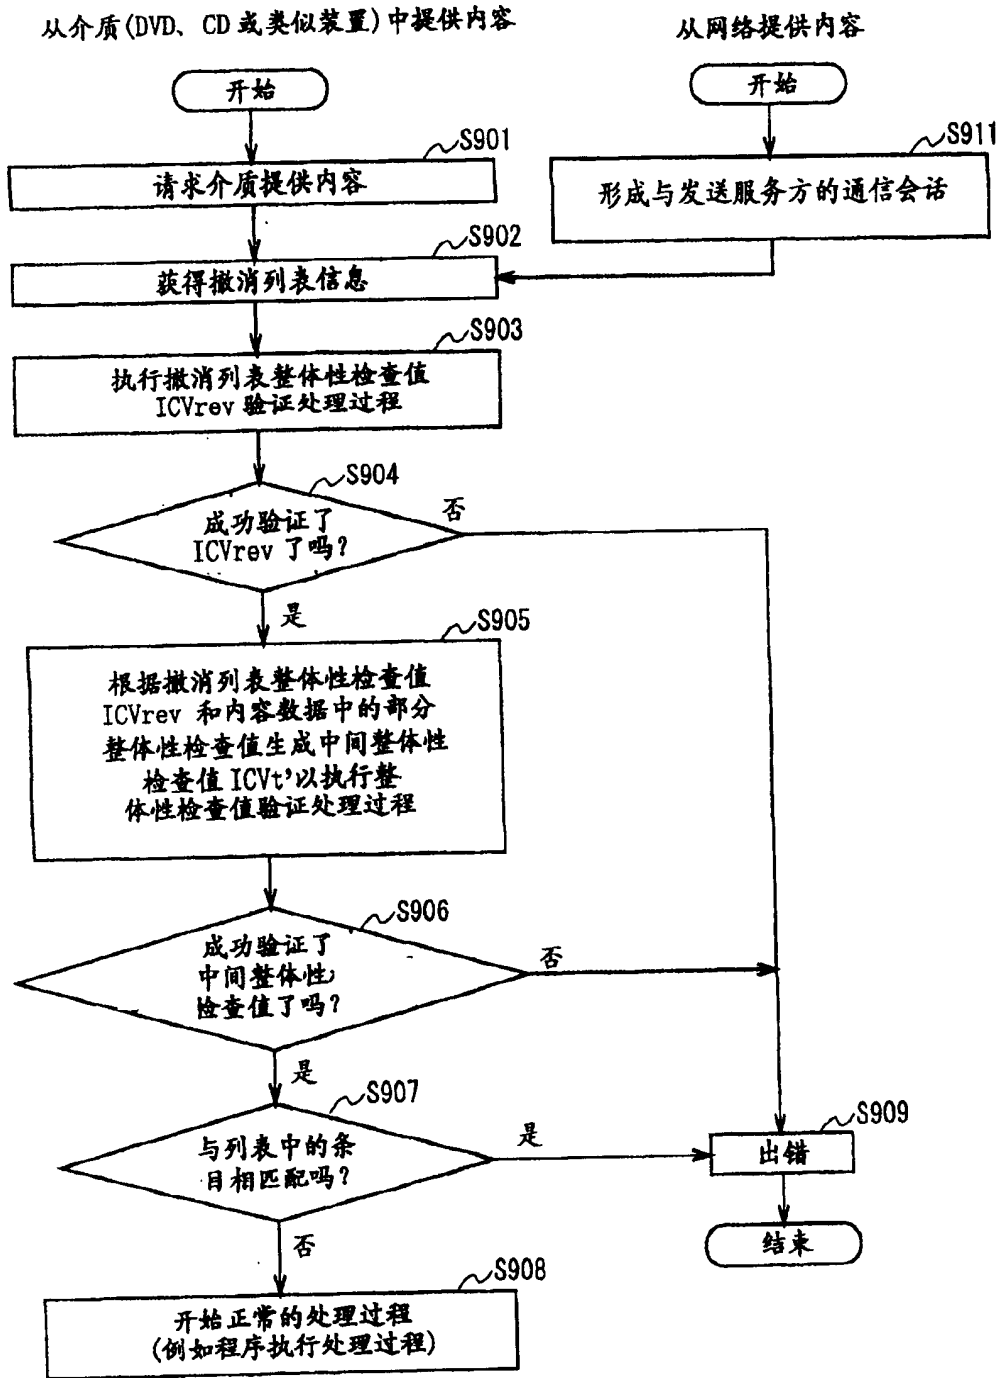 从介质(DVD、CD或类似装置)中提供内容
从网络提供内容
开始
开始
S901
S911
请求介质提供内容
形成与发送服务方的通信会话
S902
获得撤消列表信息
S903
执行撤消列表整体性检查值
ICVrev 验证处理过程
S904
否
成功验证了
ICVrev 了吗？
是
S905
根据撤消列表整体性检查值
ICVrev 和内容数据中的部分
整体性检查值生成中间整体性
检查值ICVt'以执行整
体性检查值验证处理过程
S906
成功验证了
中间整体性
检查值了吗？
否
是
S907
与列表中的条
目相匹配吗？
是
S909
出错
否
结束
S908
开始正常的处理过程
(例如程序执行处理过程)